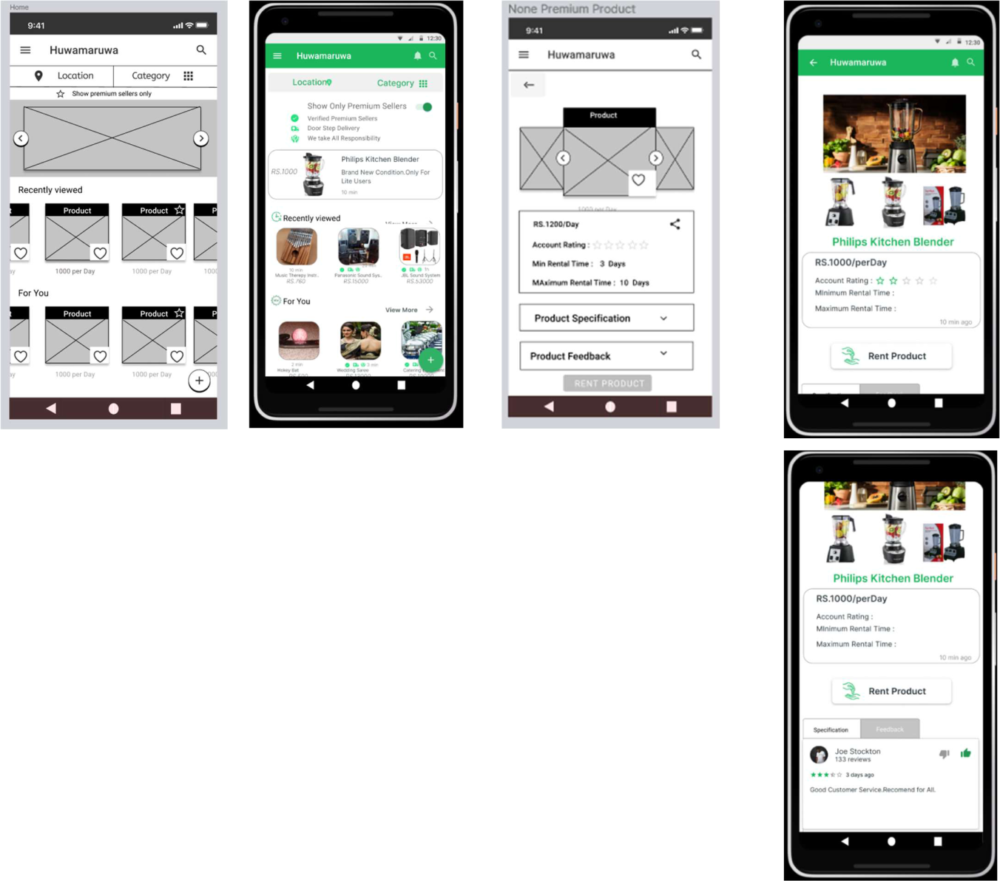 Home
9:41
Huwamaruwa
Location
Category
Show premium sellers only
Recently viewed
t
Product
Product
P
ay
1000 per Day
1000 per Day
1
For You
t
Product
Product
P
ay
1000 per Day
1000 per Day
12:30
Huwamaruwa
Location
Category
Show Only Premium Sellers
Verified Premium Sellers
Door Step Delivery
We take All Responsibility
RS.1000
Philips Kitchen Blender
Brand New Condition.Only For
Lite Users
10 min
Recently viewed
View More
10 min
1h
Music Therepy Instr..
Panasonic Sound Sys..
JBL Sound System
RS.760
RS.15000
RS.53000
For You
View More
2 min
3 min
Hokey Bat
Wedding Saree
Catering
RS.500
None Premium Product
9:41
Huwamaruwa
Product
1000 per Day
RS.1200/Day
Account Rating :
Min Rental Time : 3 Days
MAximum Rental Time : 10 Days
Product Specification
Product Feedback
RENT PRODUCT
12:30
Huwamaruwa
Philips Kitchen Blender
RS.1000/perDay
Account Rating :
MInimum Rental Time :
Maximum Rental Time :
10 min ago
Rent Product
Philips Kitchen Blender
RS.1000/perDay
Account Rating :
MInimum Rental Time :
Maximum Rental Time :
10 min ago
Rent Product
Specification
Feedback
Joe Stockton
133 reviews
3 days ago
Good Customer Service.Recomend for All.